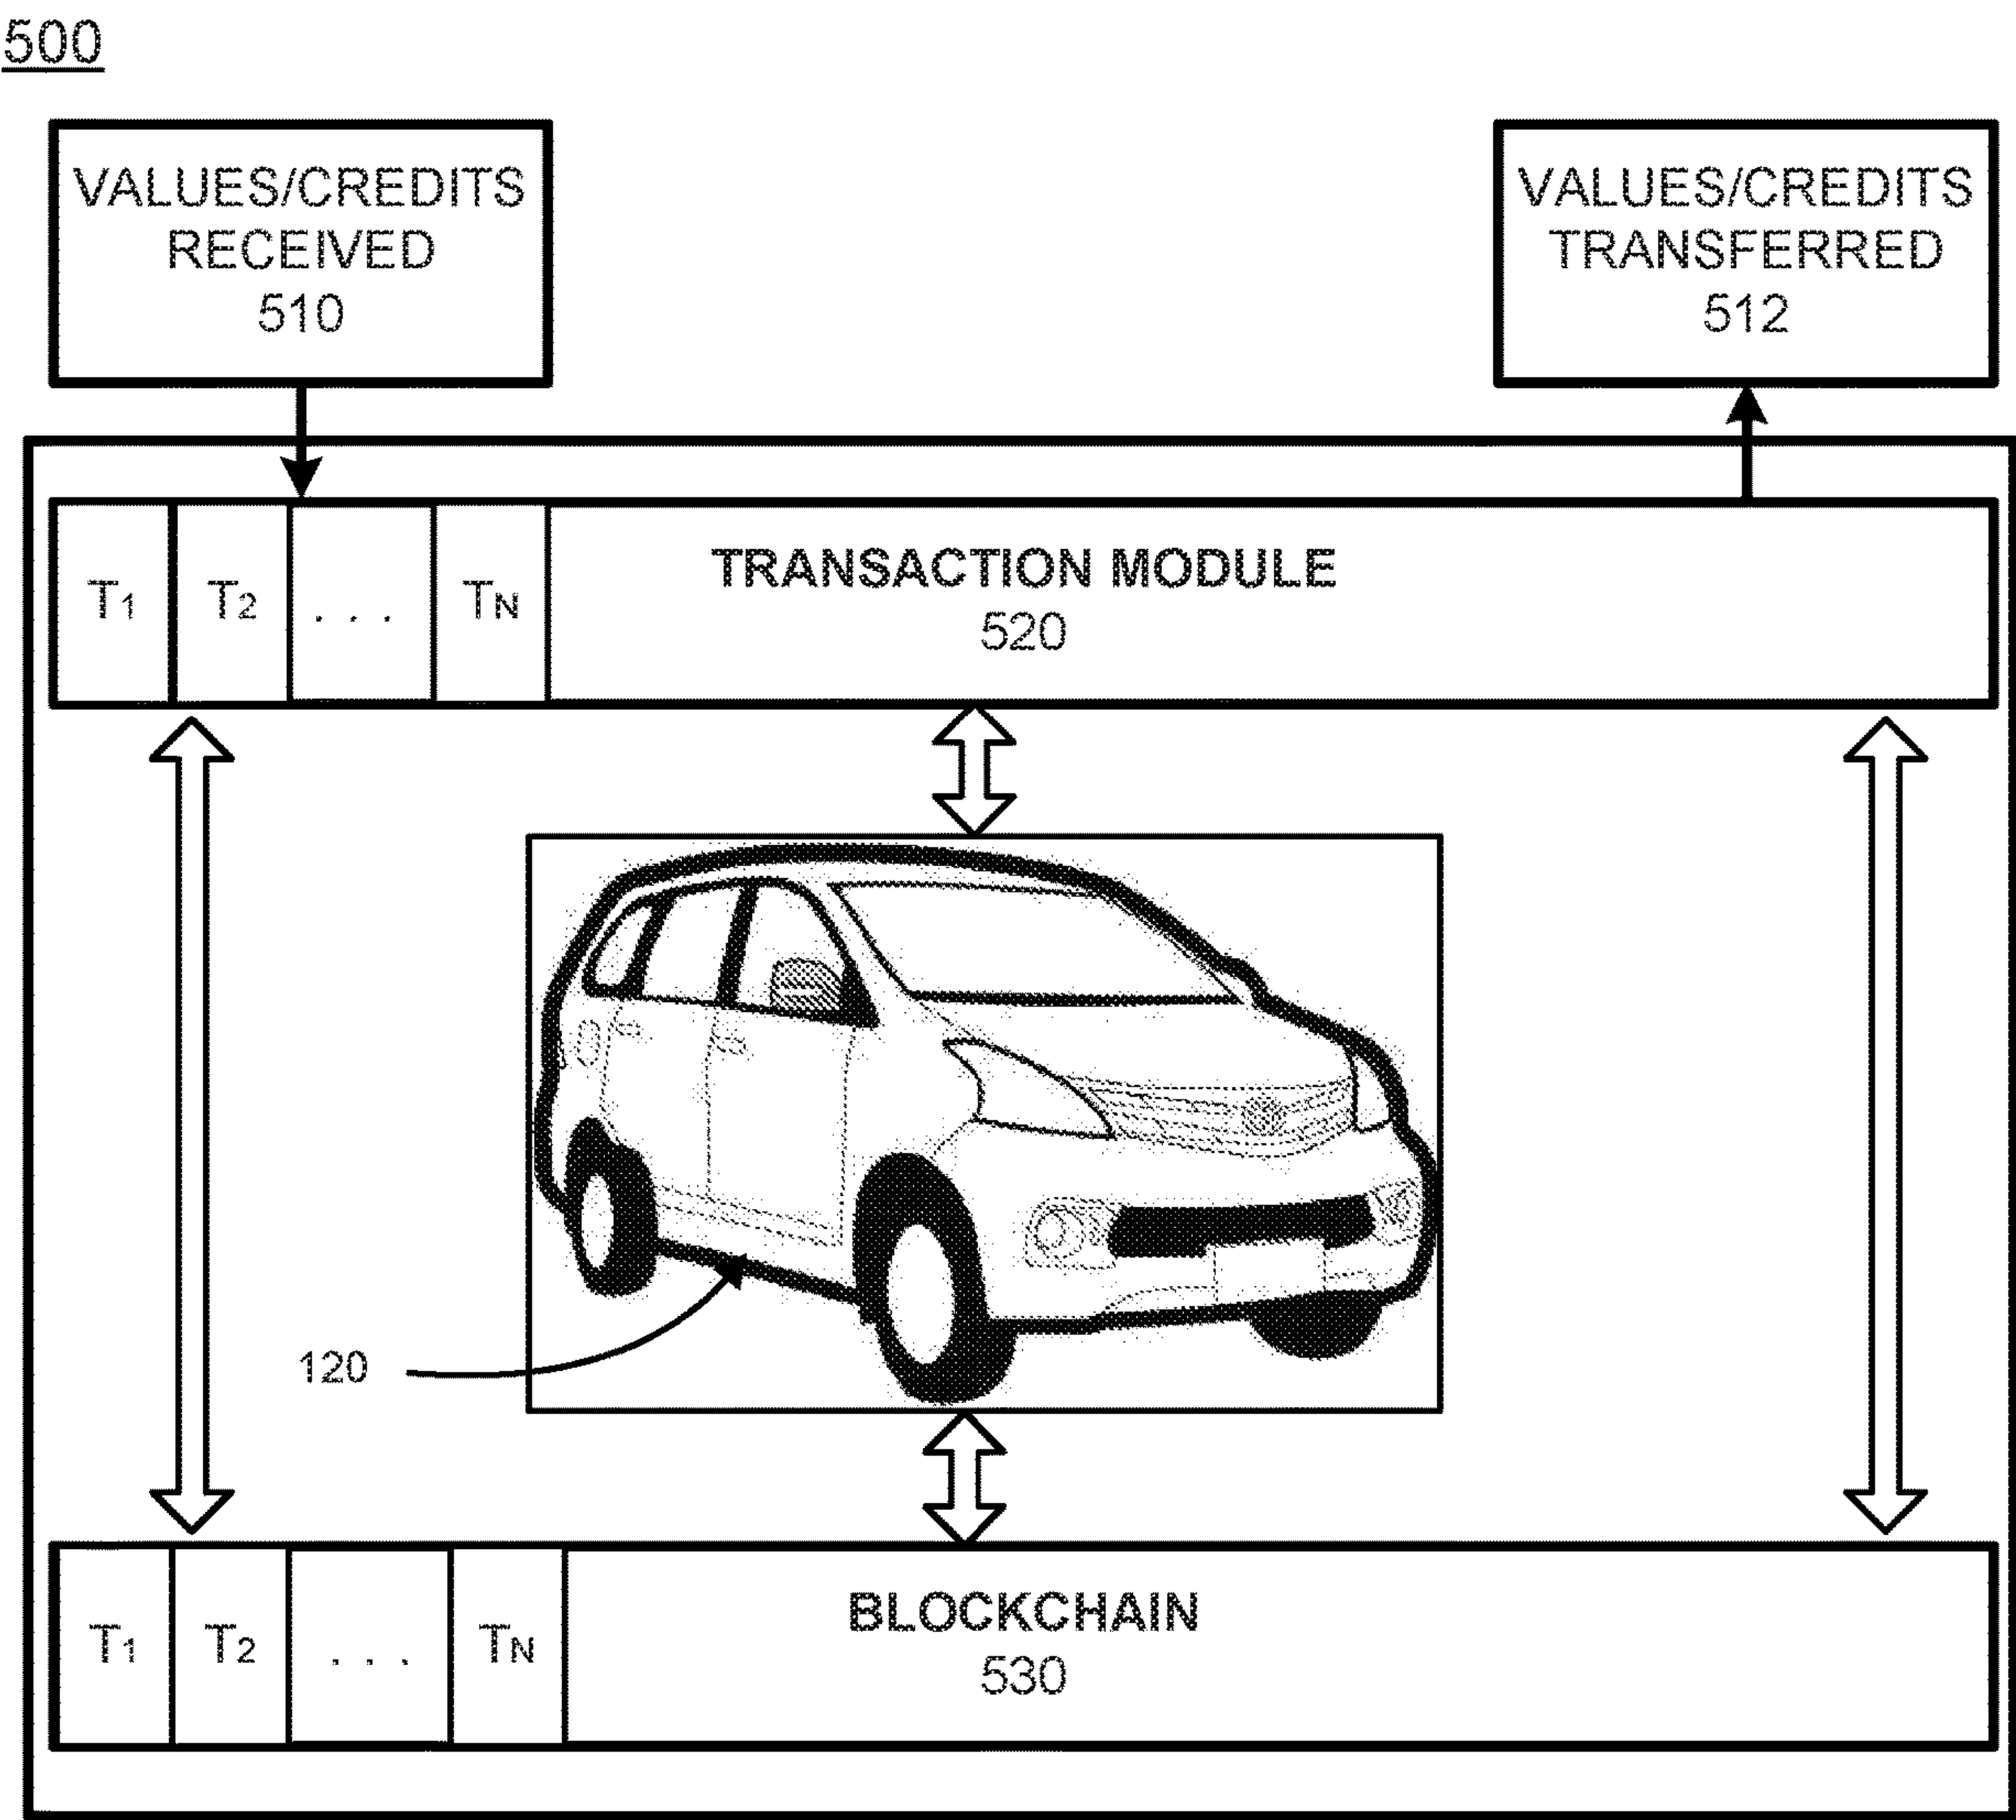 500
VALUES/CREDITS
RECEIVED
510
VALUES/CREDITS
TRANSFERRED
512
T1 T2 . . . TN
TRANSACTION MODULE
520
120
T1 T2 . . . TN
BLOCKCHAIN
530